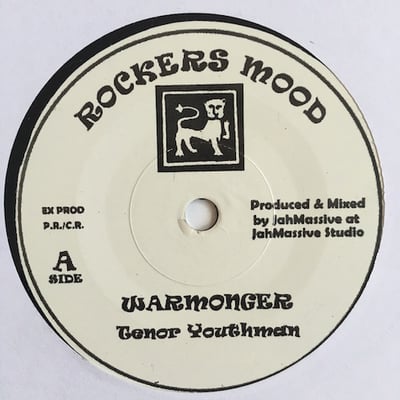 ROCKERS MOOD
EX PROD
P.R./C.R.
A
SIDE
Produced & Mixed
by JahMassive at
JahMassive Studio
WARMONGER
Tenor Youthman